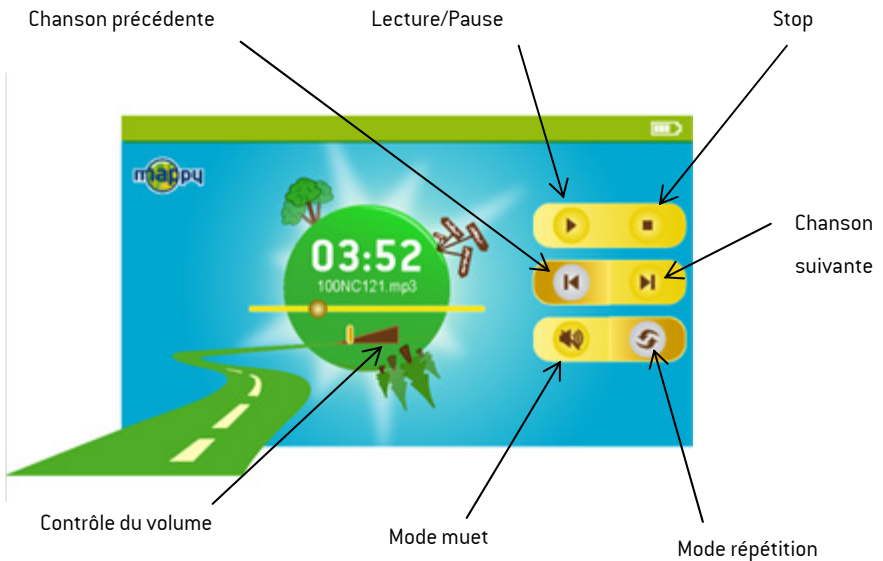 Chanson précédente
Lecture/Pause
Stop
mappy
03:52
100NC121.mp3
Chanson
suivante
Contrôle du volume
Mode muet
Mode répétition